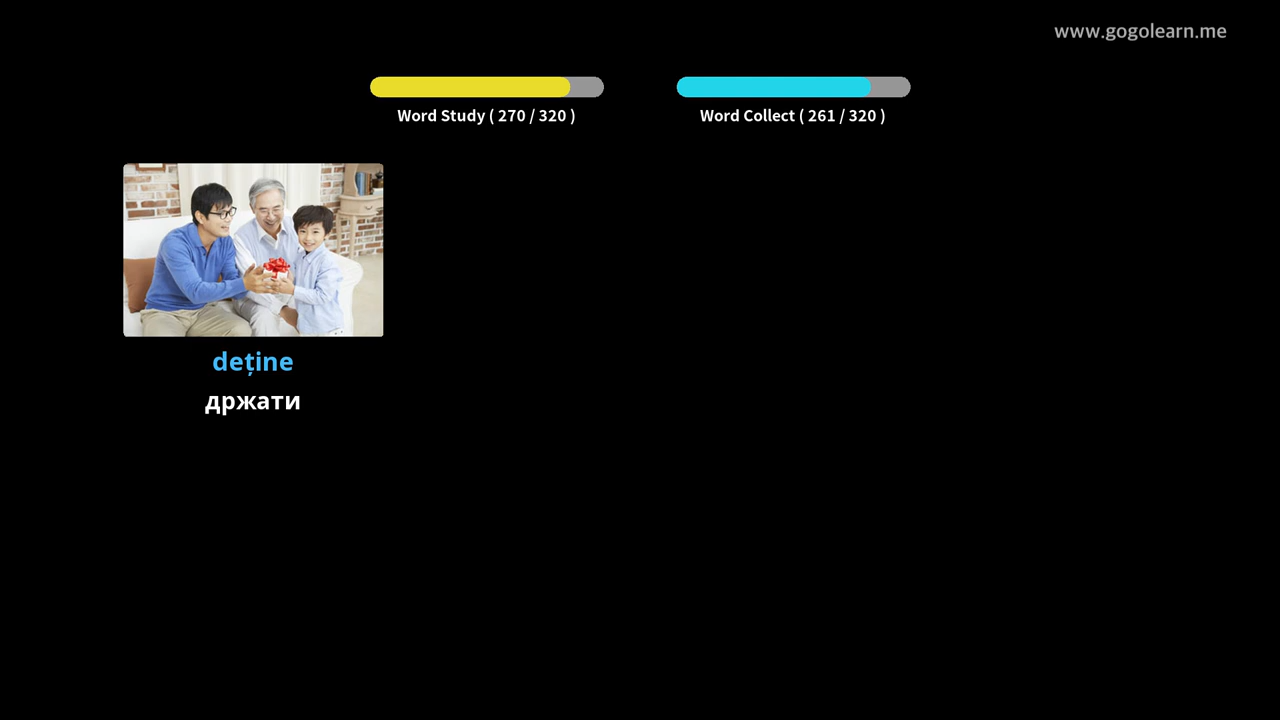 www.gogolearn.me
Word Study ( 270 / 320 )
Word Collect ( 261 / 320 )
deține
држати